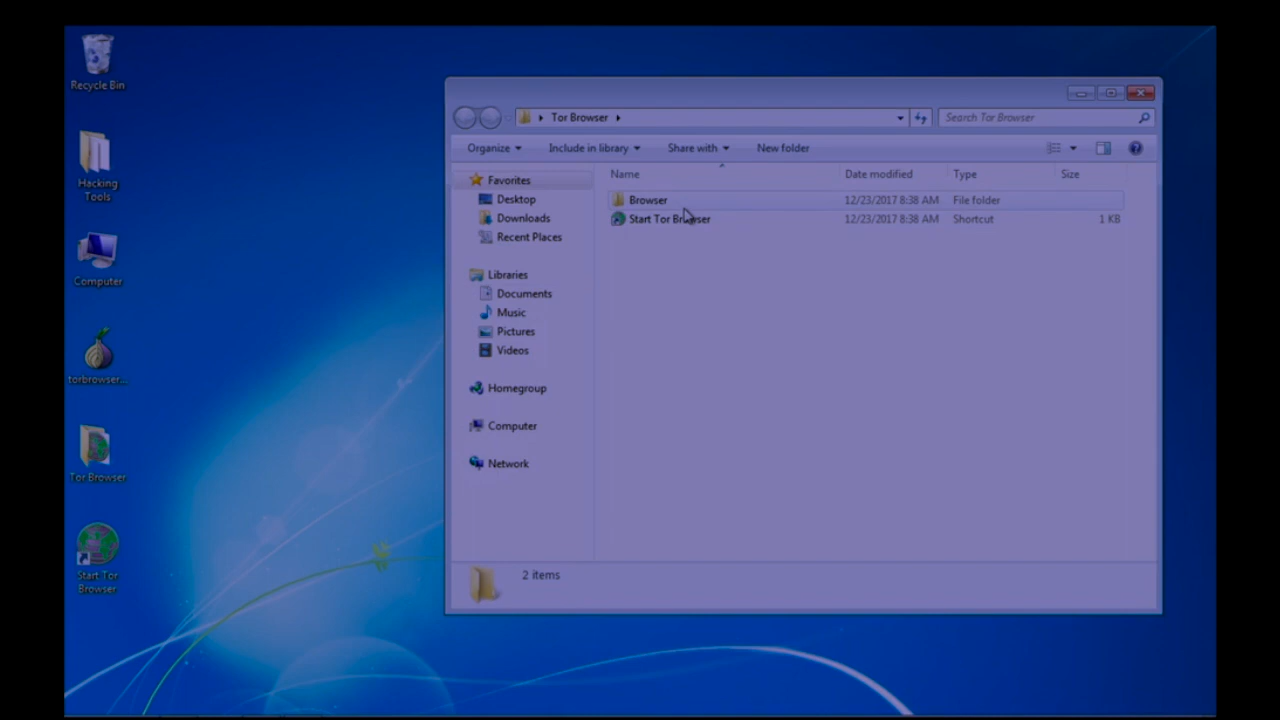 Recycle Bin
Hacking
Tools
Computer
torbrowser...
Tor Browser
Start Tor
Browser
Tor Browser
Search Tor Browser
Organize
Include in library
Share with
New folder
Name
Date modified
Type
Size
Favorites
Desktop
Downloads
Recent Places
Libraries
Documents
Music
Pictures
Videos
Homegroup
Computer
Network
Browser 12/23/2017 8:38 AM File folder
Start Tor Browser 12/23/2017 8:38 AM Shortcut 1 KB
2 items